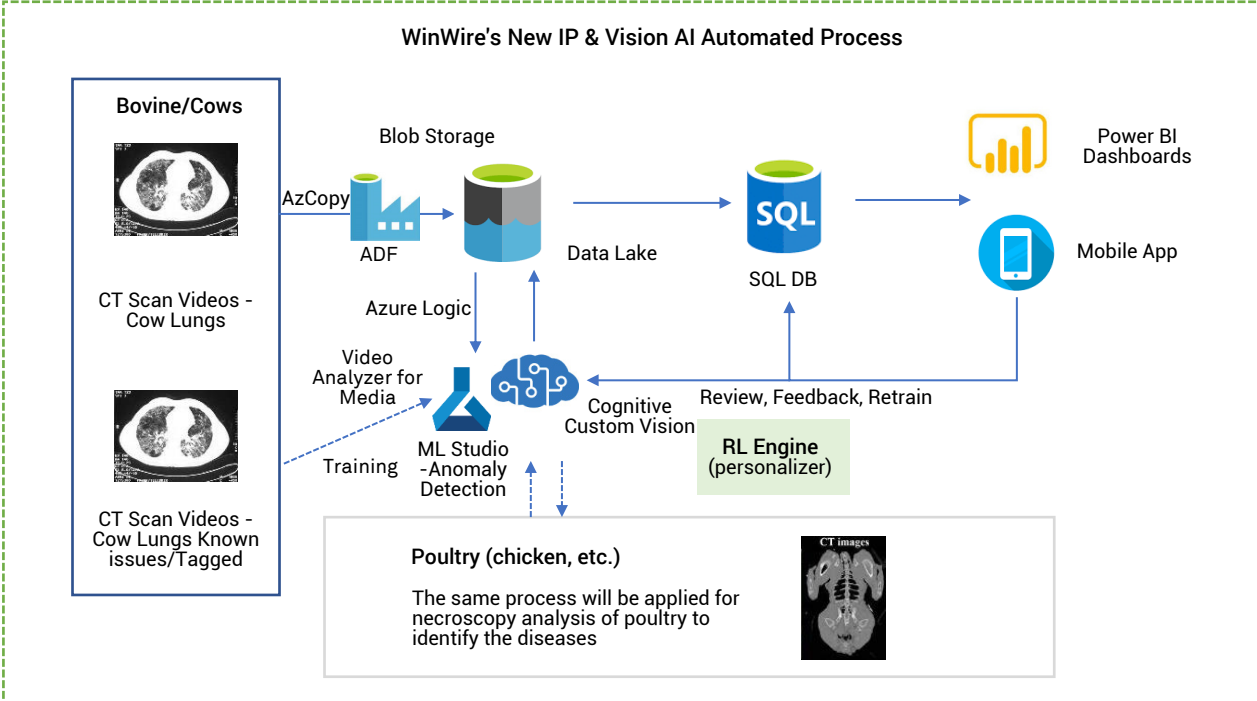 WinWire's New IP & Vision AI Automated Process
Bovine/Cows
CT Scan Videos -
Cow Lungs
CT Scan Videos -
Cow Lungs Known
issues/Tagged
AzCopy
ADF
Blob Storage
Data Lake
SQL
SQL DB
Power BI
Dashboards
Mobile App
Azure Logic
Video
Analyzer for
Media
Training
ML Studio
-Anomaly
Detection
Cognitive
Custom Vision
Review, Feedback, Retrain
RL Engine
(personalizer)
Poultry (chicken, etc.)
The same process will be applied for
necroscopy analysis of poultry to
identify the diseases
CT images